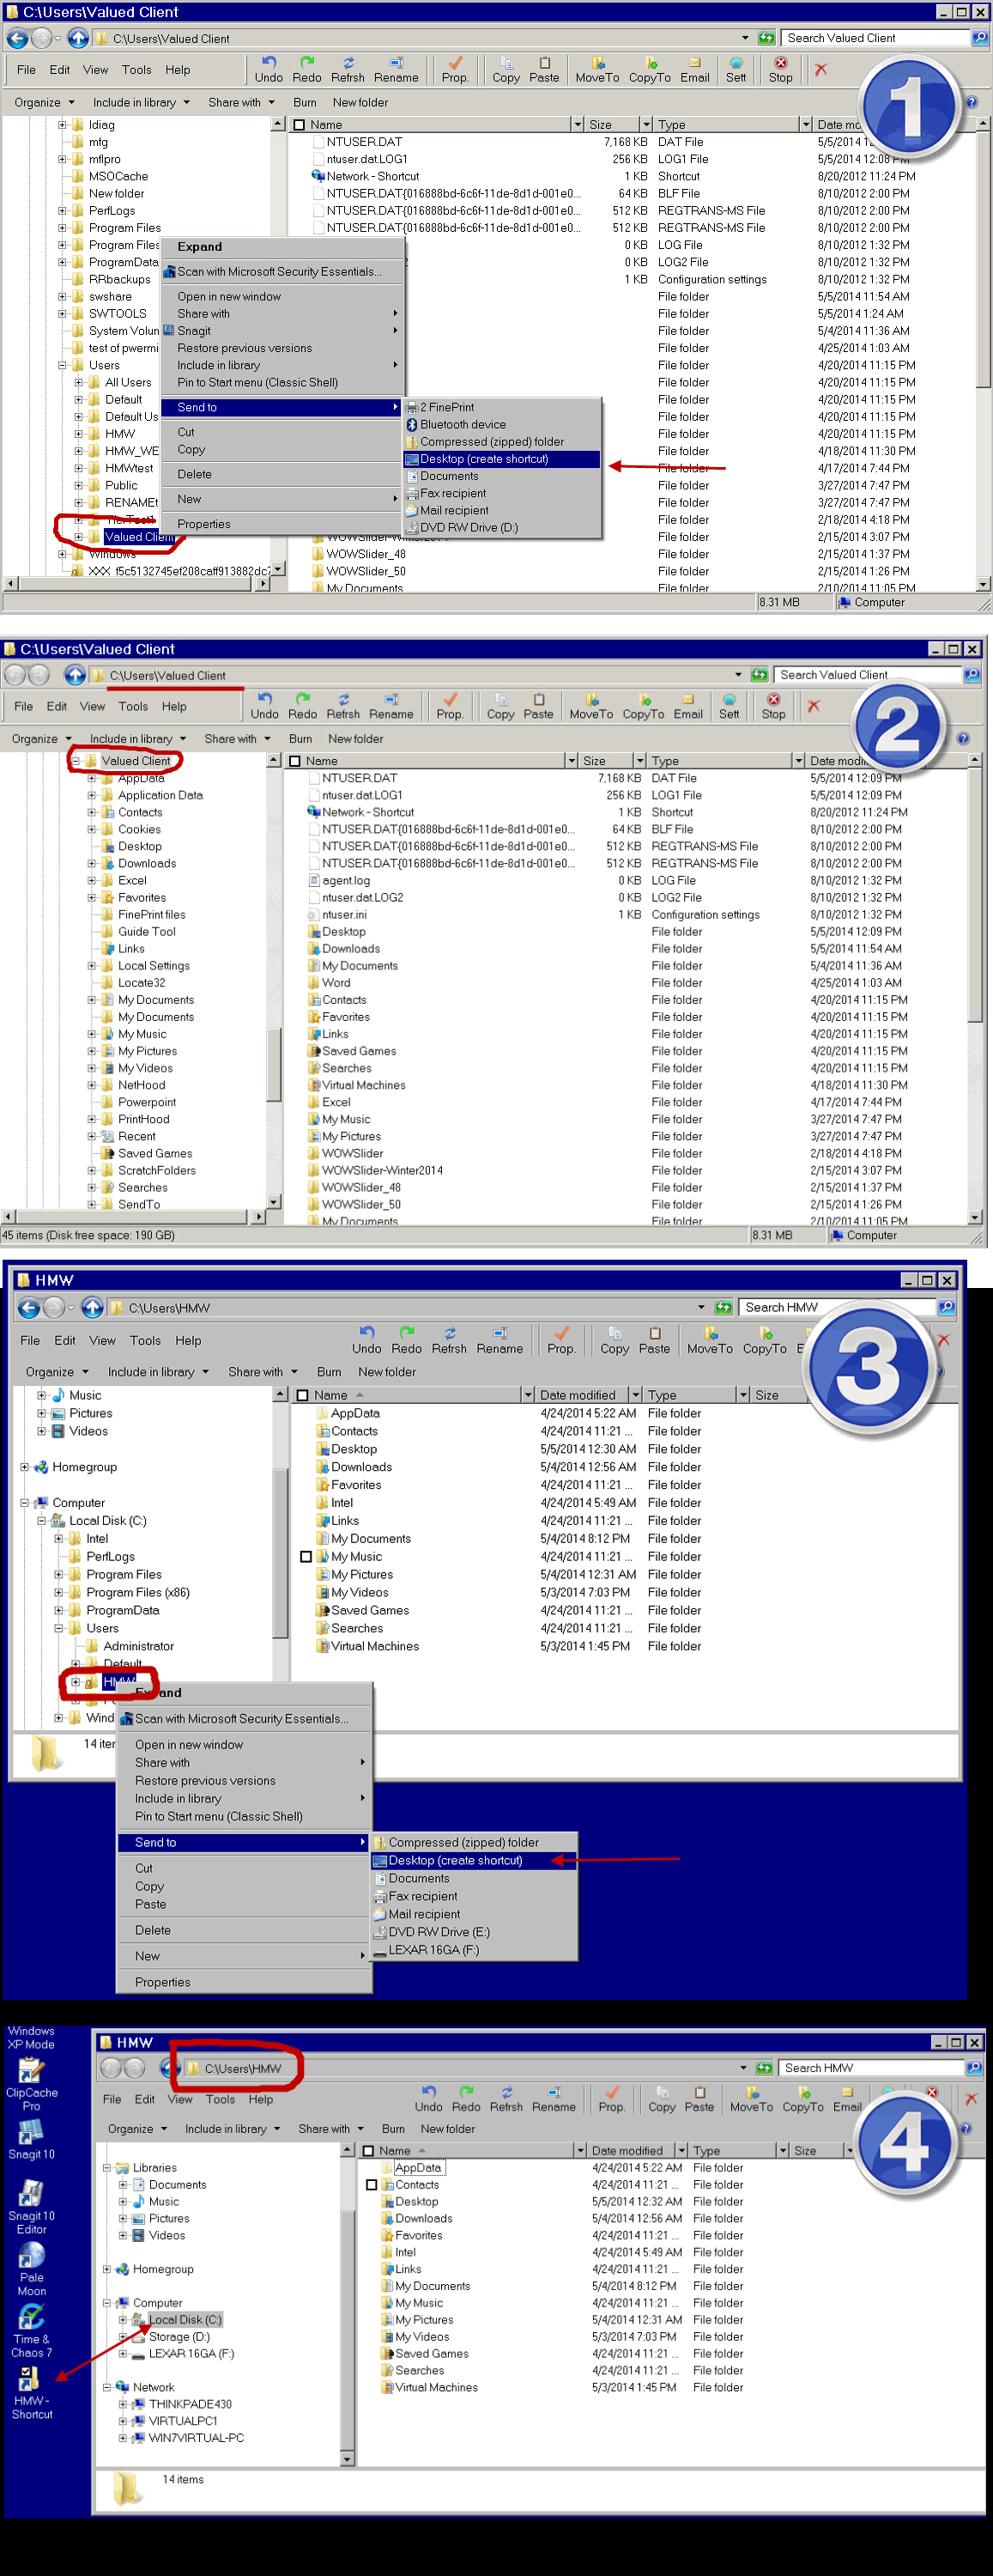 C:\Users\Valued Client
C:\Users\Valued Client
Search Valued Client
File Edit View Tools Help
Undo Redo Refrsh Rename Prop. Copy Paste MoveTo CopyTo Email Sett Stop
1
Organize Include in library Share with Burn New folder
ldiag
mfg
mflpro
MSOCache
New folder
PerfLogs
Program Files
Program Files
ProgramData
RRbackups
swshare
SWTOOLS
System Volun
test of pwermi
Users
All Users
Default
Default Us
HMW
HMW_WE
HMWtest
Public
RENAMEt
TierTest1
Valued Client
Windows
XXX f5c5132745ef208caff913882dc7
Expand
Scan with Microsoft Security Essentials...
Open in new window
Share with
Snagit
Restore previous versions
Include in library
Pin to Start menu (Classic Shell)
Send to
Cut
Copy
Delete
New
Properties
2 FinePrint
Bluetooth device
Compressed (zipped) folder
Desktop (create shortcut)
Documents
Fax recipient
Mail recipient
DVD RW Drive (D:)
Name Size Type Date mo
NTUSER.DAT 7,168 KB DAT File 5/5/2014 12
ntuser.dat.LOG1 256 KB LOG1 File 5/5/2014 12:08 PM
Network - Shortcut 1 KB Shortcut 8/20/2012 11:24 PM
NTUSER.DAT{016888bd-6c6f-11de-8d1d-001e0... 64 KB BLF File 8/10/2012 2:00 PM
NTUSER.DAT{016888bd-6c6f-11de-8d1d-001e0... 512 KB REGTRANS-MS File 8/10/2012 2:00 PM
NTUSER.DAT{016888bd-6c6f-11de-8d1d-001e0... 512 KB REGTRANS-MS File 8/10/2012 2:00 PM
0 KB LOG File 8/10/2012 1:32 PM
2 0 KB LOG2 File 8/10/2012 1:32 PM
1 KB Configuration settings 8/10/2012 1:32 PM
File folder 5/5/2014 11:54 AM
File folder 5/5/2014 1:24 AM
File folder 5/4/2014 11:36 AM
File folder 4/25/2014 1:03 AM
File folder 4/20/2014 11:15 PM
File folder 4/20/2014 11:15 PM
File folder 4/20/2014 11:15 PM
File folder 4/20/2014 11:15 PM
File folder 4/20/2014 11:15 PM
File folder 4/18/2014 11:30 PM
File folder 4/17/2014 7:44 PM
File folder 3/27/2014 7:47 PM
File folder 3/27/2014 7:47 PM
File folder 2/18/2014 4:18 PM
WOWSlider-Winter2014 File folder 2/15/2014 3:07 PM
WOWSlider_48 File folder 2/15/2014 1:37 PM
WOWSlider_50 File folder 2/15/2014 1:26 PM
My Documents File folder 2/10/2014 11:05 PM
8.31 MB Computer
C:\Users\Valued Client
C:\Users\Valued Client
Search Valued Client
File Edit View Tools Help
Undo Redo Refrsh Rename Prop. Copy Paste MoveTo CopyTo Email Sett Stop
2
Organize Include in library Share with Burn New folder
Valued Client
AppData
Application Data
Contacts
Cookies
Desktop
Downloads
Excel
Favorites
FinePrint files
Guide Tool
Links
Local Settings
Locate32
My Documents
My Documents
My Music
My Pictures
My Videos
NetHood
Powerpoint
PrintHood
Recent
Saved Games
ScratchFolders
Searches
SendTo
Name Size Type Date modi
NTUSER.DAT 7,168 KB DAT File 5/5/2014 12:09 PM
ntuser.dat.LOG1 256 KB LOG1 File 5/5/2014 12:09 PM
Network - Shortcut 1 KB Shortcut 8/20/2012 11:24 PM
NTUSER.DAT{016888bd-6c6f-11de-8d1d-001e0... 64 KB BLF File 8/10/2012 2:00 PM
NTUSER.DAT{016888bd-6c6f-11de-8d1d-001e0... 512 KB REGTRANS-MS File 8/10/2012 2:00 PM
NTUSER.DAT{016888bd-6c6f-11de-8d1d-001e0... 512 KB REGTRANS-MS File 8/10/2012 2:00 PM
agent.log 0 KB LOG File 8/10/2012 1:32 PM
ntuser.dat.LOG2 0 KB LOG2 File 8/10/2012 1:32 PM
ntuser.ini 1 KB Configuration settings 8/10/2012 1:32 PM
Desktop File folder 5/5/2014 12:09 PM
Downloads File folder 5/5/2014 11:54 AM
My Documents File folder 5/4/2014 11:36 AM
Word File folder 4/25/2014 1:03 AM
Contacts File folder 4/20/2014 11:15 PM
Favorites File folder 4/20/2014 11:15 PM
Links File folder 4/20/2014 11:15 PM
Saved Games File folder 4/20/2014 11:15 PM
Searches File folder 4/20/2014 11:15 PM
Virtual Machines File folder 4/18/2014 11:30 PM
Excel File folder 4/17/2014 7:44 PM
My Music File folder 3/27/2014 7:47 PM
My Pictures File folder 3/27/2014 7:47 PM
WOWSlider File folder 2/18/2014 4:18 PM
WOWSlider-Winter2014 File folder 2/15/2014 3:07 PM
WOWSlider_48 File folder 2/15/2014 1:37 PM
WOWSlider_50 File folder 2/15/2014 1:26 PM
My Documents File folder 2/10/2014 11:05 PM
45 items (Disk free space: 190 GB) 8.31 MB Computer
HMW
C:\Users\HMW
Search HMW
File Edit View Tools Help
Undo Redo Refrsh Rename Prop. Copy Paste MoveTo CopyTo E
3
Organize Include in library Share with Burn New folder
Music
Pictures
Videos
Homegroup
Computer
Local Disk (C:)
Intel
PerfLogs
Program Files
Program Files (x86)
ProgramData
Users
Administrator
Default
HMW
Wind
14 iter
Name Date modified Type Size
AppData 4/24/2014 5:22 AM File folder
Contacts 4/24/2014 11:21 ... File folder
Desktop 5/5/2014 12:30 AM File folder
Downloads 5/4/2014 12:56 AM File folder
Favorites 4/24/2014 11:21 ... File folder
Intel 4/24/2014 5:49 AM File folder
Links 4/24/2014 11:21 ... File folder
My Documents 5/4/2014 8:12 PM File folder
My Music 4/24/2014 11:21 ... File folder
My Pictures 5/4/2014 12:31 AM File folder
My Videos 5/3/2014 7:03 PM File folder
Saved Games 4/24/2014 11:21 ... File folder
Searches 4/24/2014 11:21 ... File folder
Virtual Machines 5/3/2014 1:45 PM File folder
Expand
Scan with Microsoft Security Essentials...
Open in new window
Share with
Restore previous versions
Include in library
Pin to Start menu (Classic Shell)
Send to
Cut
Copy
Paste
Delete
New
Properties
Compressed (zipped) folder
Desktop (create shortcut)
Documents
Fax recipient
Mail recipient
DVD RW Drive (E:)
LEXAR 16GA (F:)
Windows
XP Mode
ClipCache
Pro
Snagit 10
Snagit 10
Editor
Pale
Moon
Time &
Chaos 7
HMW -
Shortcut
HMW
C:\Users\HMW
Search HMW
File Edit View Tools Help
Undo Redo Refrsh Rename Prop. Copy Paste MoveTo CopyTo Email
4
Organize Include in library Share with Burn New folder
Libraries
Documents
Music
Pictures
Videos
Homegroup
Computer
Local Disk (C:)
Storage (D:)
LEXAR 16GA (F:)
Network
THINKPADE430
VIRTUALPC1
WIN7VIRTUAL-PC
Name Date modified Type Size
AppData 4/24/2014 5:22 AM File folder
Contacts 4/24/2014 11:21 ... File folder
Desktop 5/5/2014 12:32 AM File folder
Downloads 5/4/2014 12:56 AM File folder
Favorites 4/24/2014 11:21 ... File folder
Intel 4/24/2014 5:49 AM File folder
Links 4/24/2014 11:21 ... File folder
My Documents 5/4/2014 8:12 PM File folder
My Music 4/24/2014 11:21 ... File folder
My Pictures 5/4/2014 12:31 AM File folder
My Videos 5/3/2014 7:03 PM File folder
Saved Games 4/24/2014 11:21 ... File folder
Searches 4/24/2014 11:21 ... File folder
Virtual Machines 5/3/2014 1:45 PM File folder
14 items